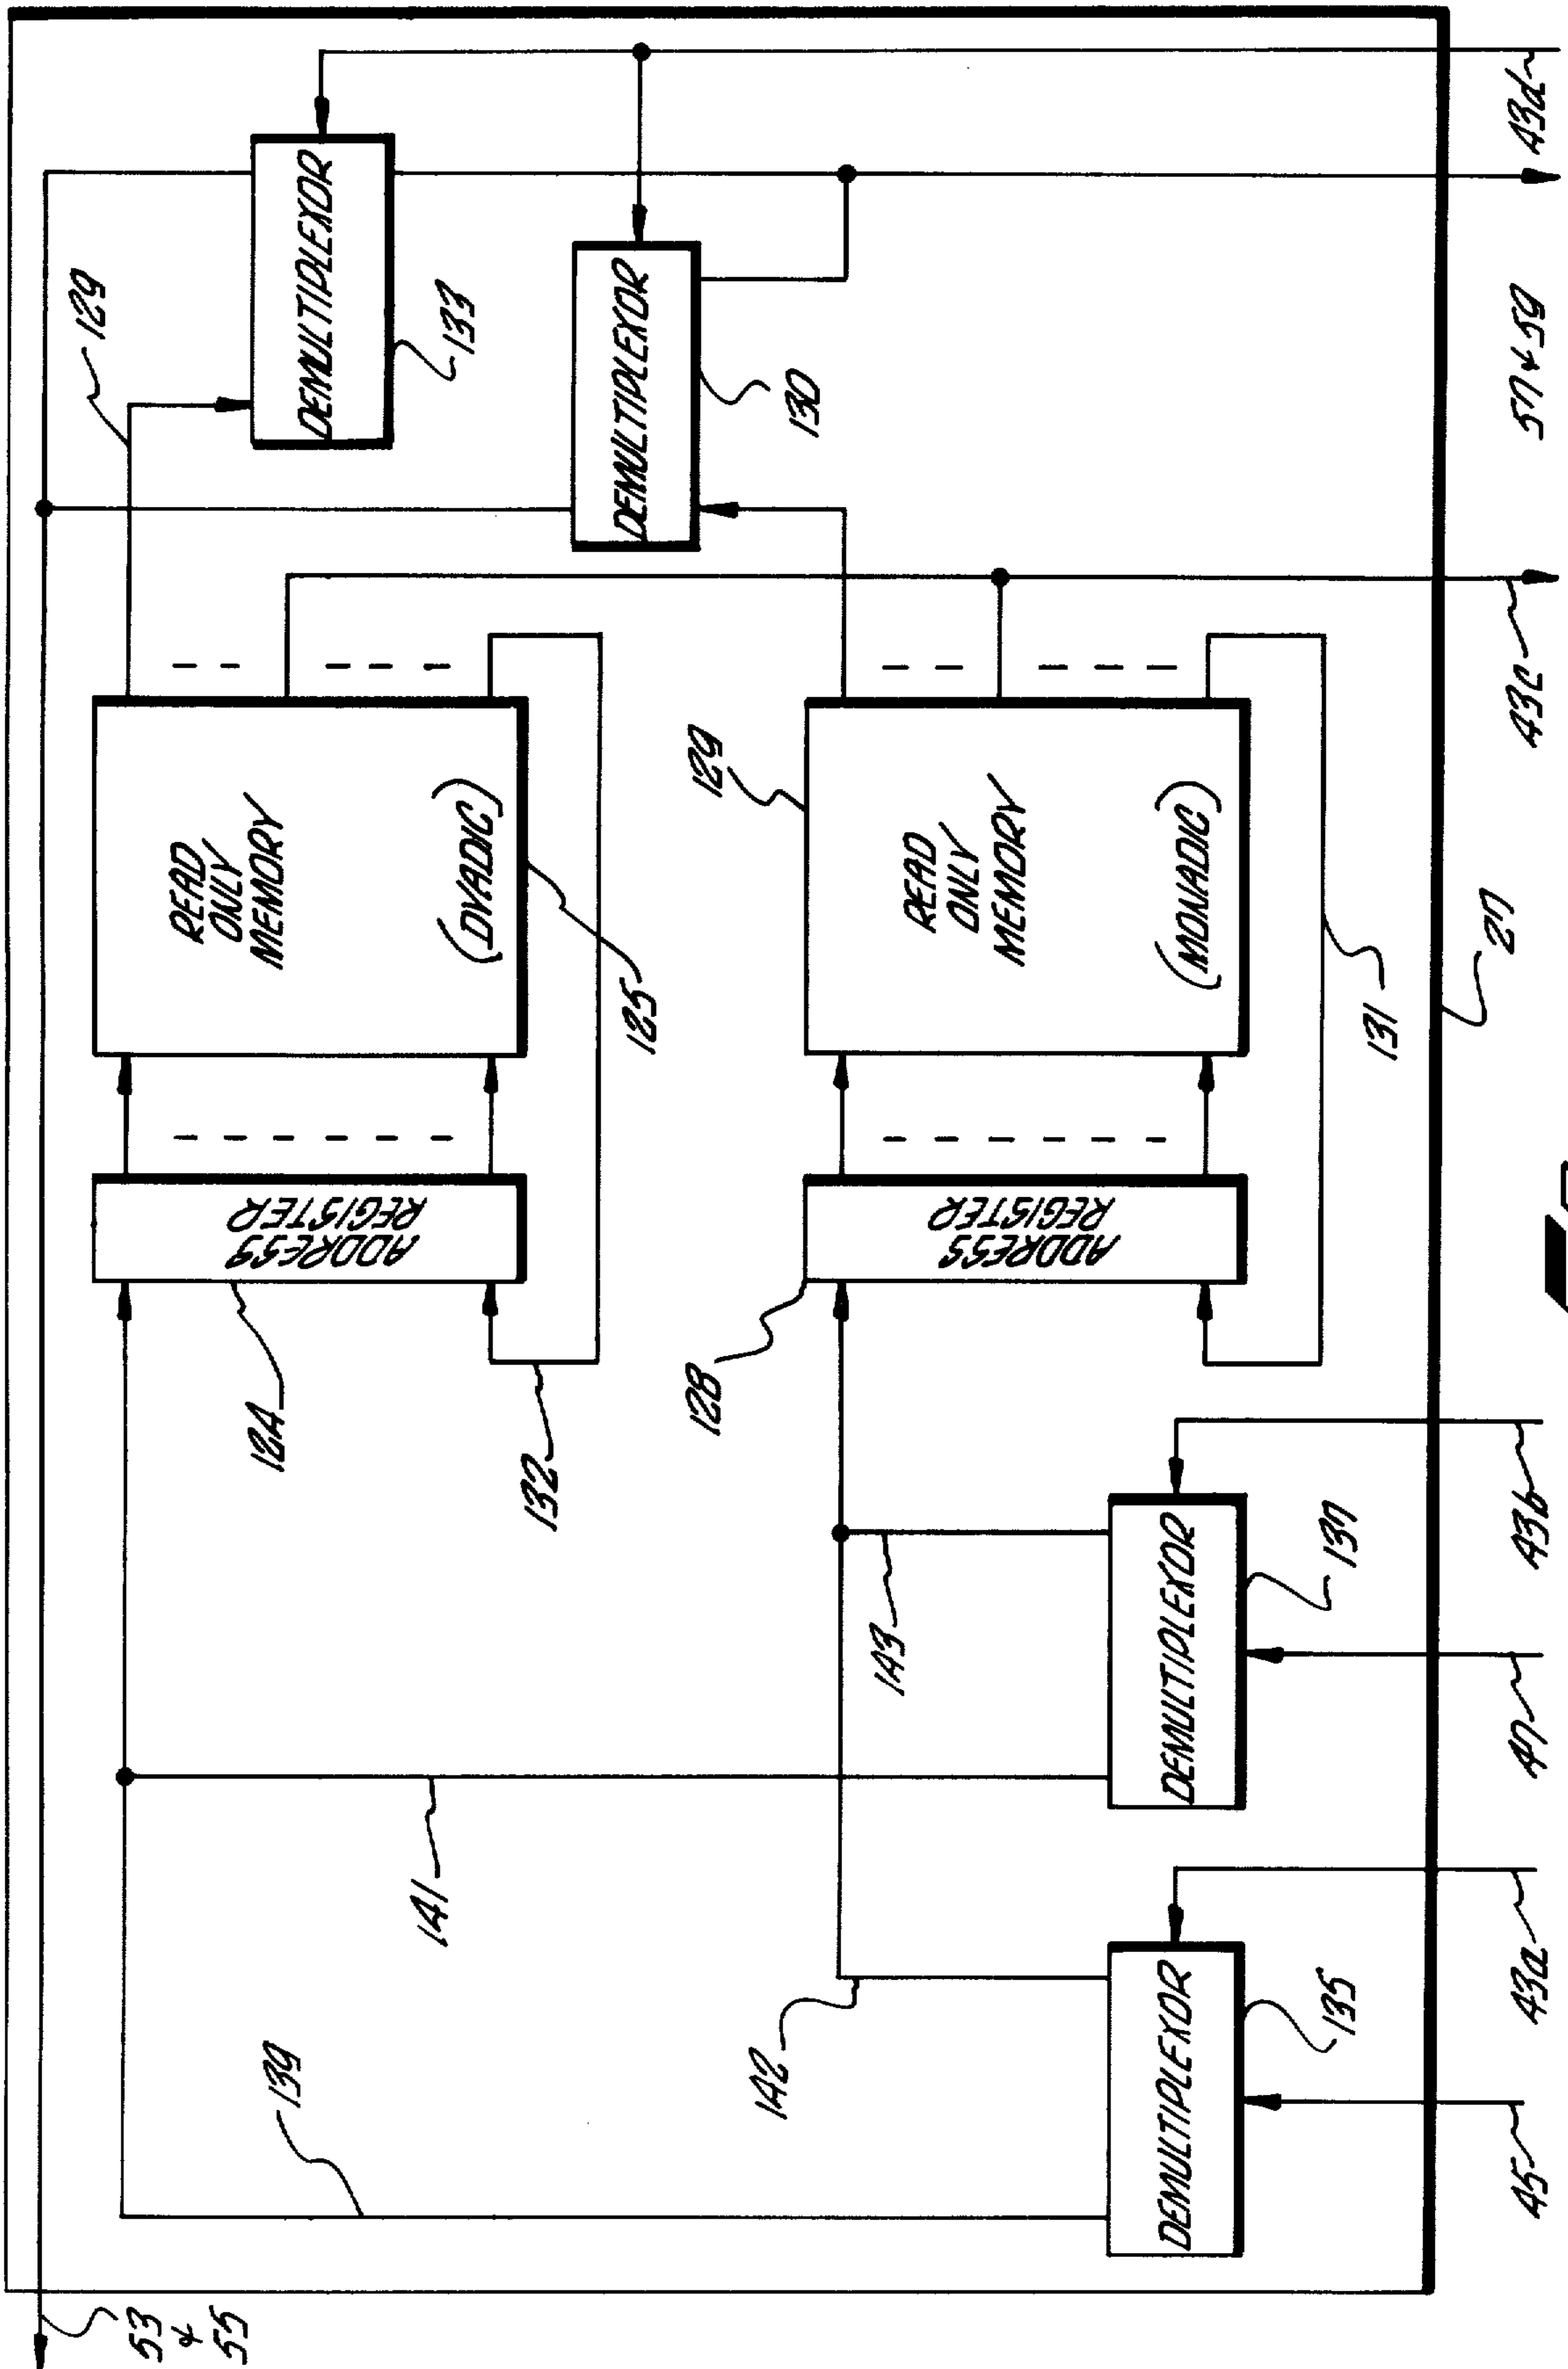 53
&
55
129
DEMULTIPLEXOR
133
DEMULTIPLEXOR
130
READ
ONLY
MEMORY
(DYADIC)
125
ADDRESS
REGISTER
124
132
READ
ONLY
MEMORY
(MONADIC)
129
131
ADDRESS
REGISTER
128
139
141
142
143
DEMULTIPLEXOR
135
DEMULTIPLEXOR
137
27
45
43a
47
43b
43c
57 & 59
43d